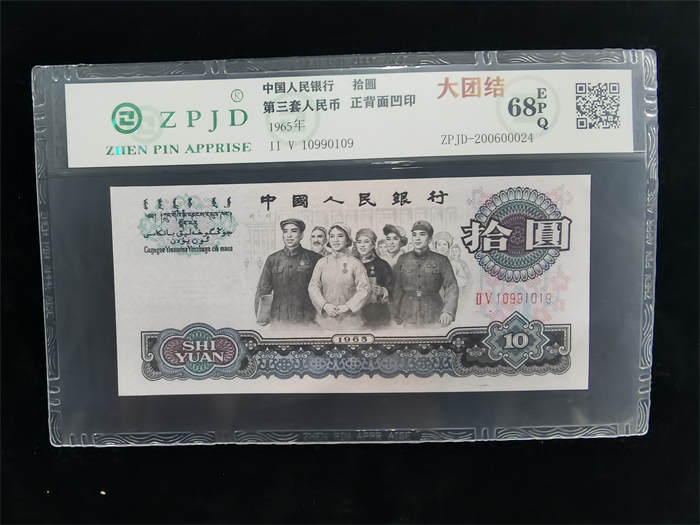 ZPJD®
ZHEN PIN APPRISE
中国人民银行 拾圆
第三套人民币 正背面凹印
1965年
II V 10990109
大团结
68 EPQ
ZPJD-200600024
中國人民銀行
拾圓
II V 10991019
1965
SHI
YUAN
10